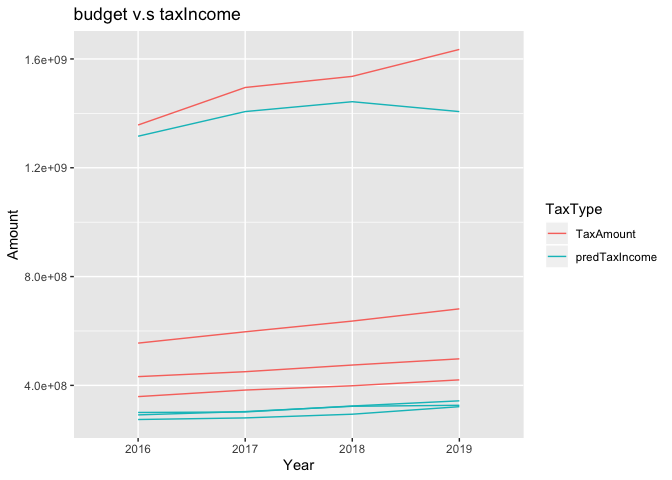 budget v.s taxIncome
Amount
1.6e+09
1.2e+09
8.0e+08
4.0e+08
2016 2017 2018 2019
Year
TaxType
TaxAmount
predTaxIncome